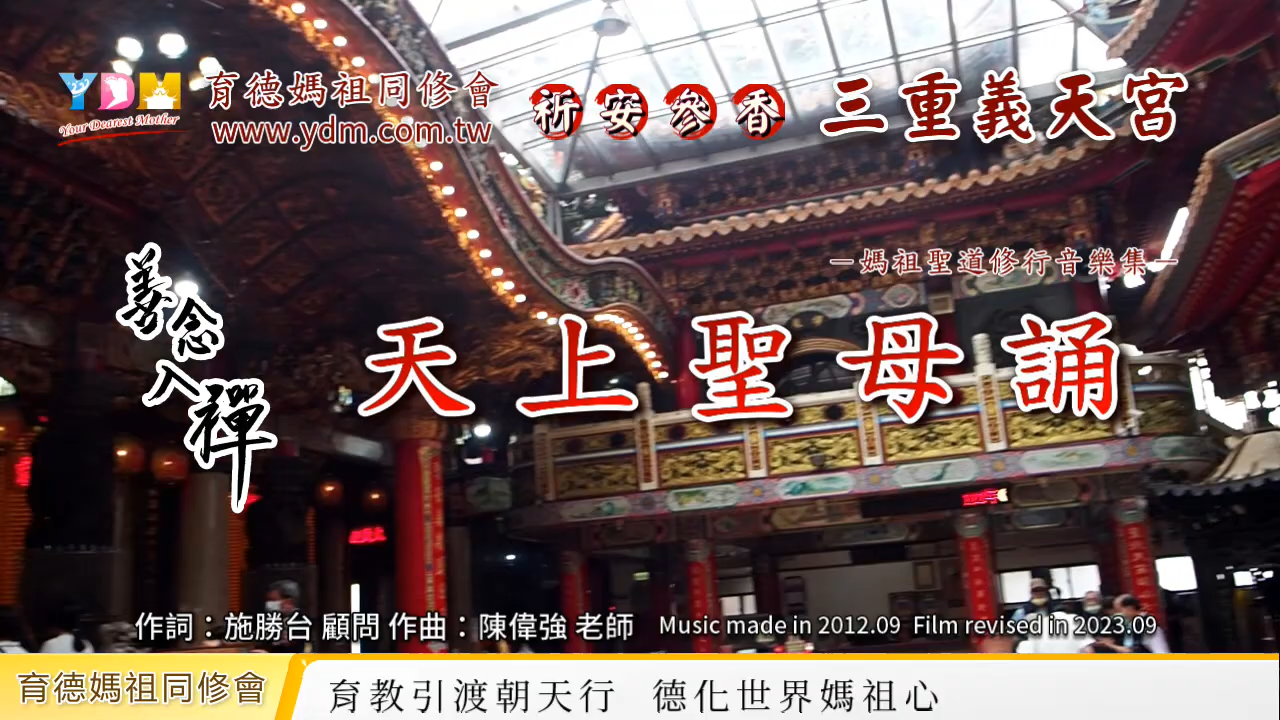 YDM
Your Dearest Mother
育德媽祖同修會
www.ydm.com.tw
祈安參香
三重義天宮
－媽祖聖道修行音樂集－
善念入禪
天上聖母誦
作詞：施勝台 顧問 作曲：陳偉強 老師
Music made in 2012.09 Film revised in 2023.09
育德媽祖同修會
育教引渡朝天行 德化世界媽祖心